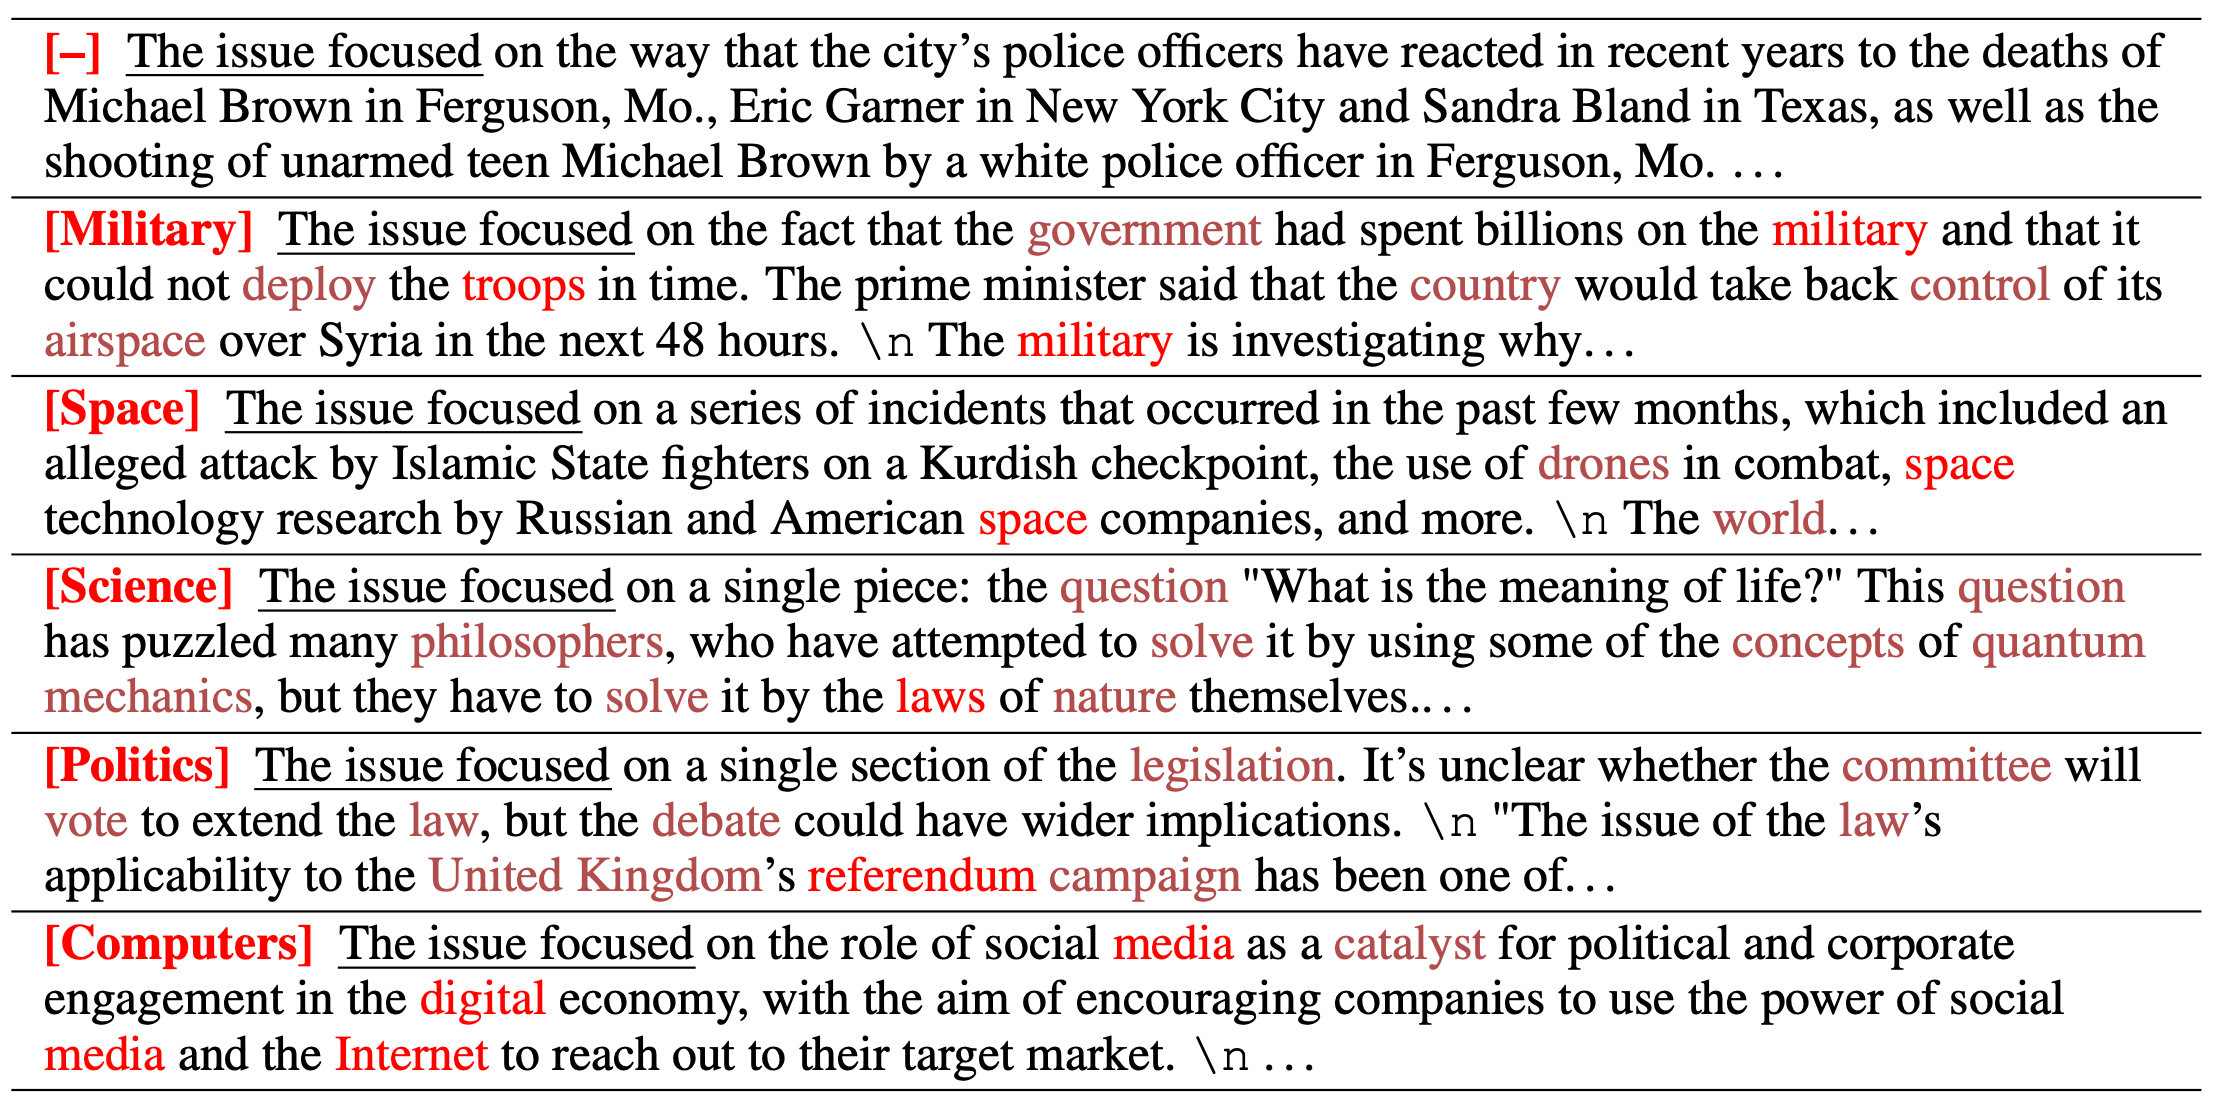 [–] The issue focused on the way that the city’s police officers have reacted in recent years to the deaths of
Michael Brown in Ferguson, Mo., Eric Garner in New York City and Sandra Bland in Texas, as well as the
shooting of unarmed teen Michael Brown by a white police officer in Ferguson, Mo. ...
[Military] The issue focused on the fact that the government had spent billions on the military and that it
could not deploy the troops in time. The prime minister said that the country would take back control of its
airspace over Syria in the next 48 hours. \n The military is investigating why...
[Space] The issue focused on a series of incidents that occurred in the past few months, which included an
alleged attack by Islamic State fighters on a Kurdish checkpoint, the use of drones in combat, space
technology research by Russian and American space companies, and more. \n The world...
[Science] The issue focused on a single piece: the question "What is the meaning of life?" This question
has puzzled many philosophers, who have attempted to solve it by using some of the concepts of quantum
mechanics, but they have to solve it by the laws of nature themselves....
[Politics] The issue focused on a single section of the legislation. It’s unclear whether the committee will
vote to extend the law, but the debate could have wider implications. \n "The issue of the law’s
applicability to the United Kingdom’s referendum campaign has been one of...
[Computers] The issue focused on the role of social media as a catalyst for political and corporate
engagement in the digital economy, with the aim of encouraging companies to use the power of social
media and the Internet to reach out to their target market. \n ...